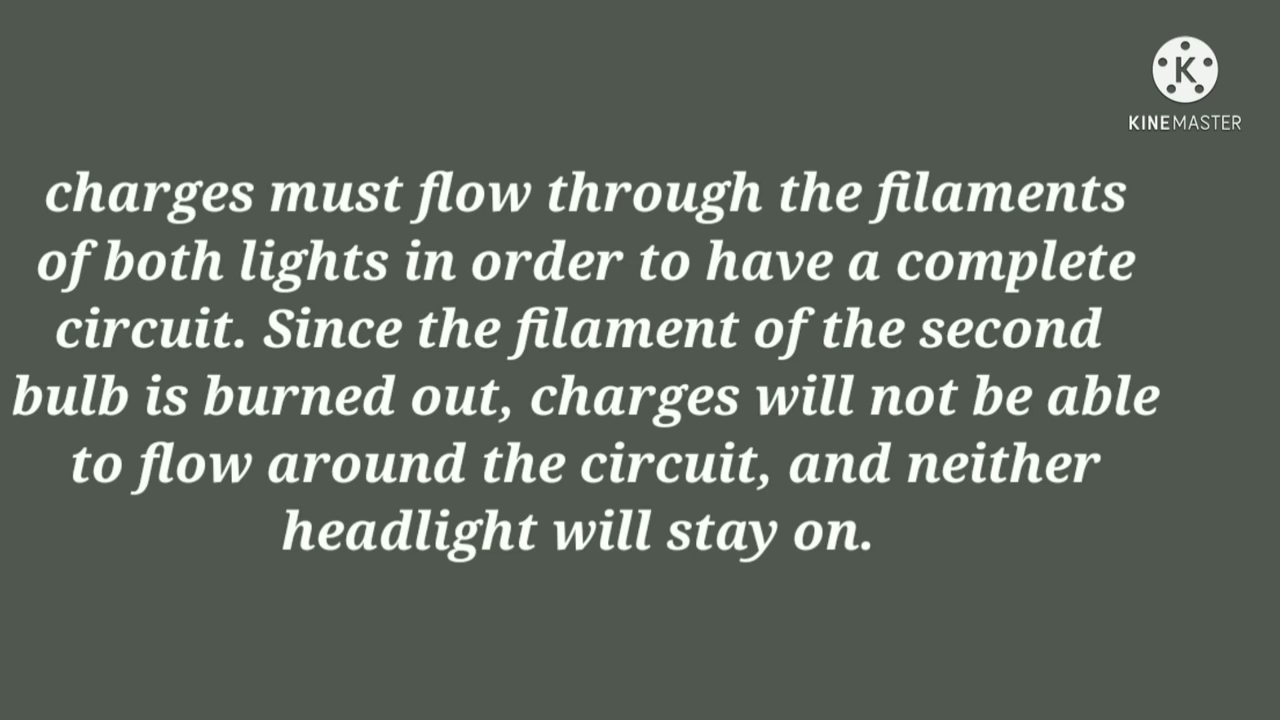 KINEMASTER
charges must flow through the filaments
of both lights in order to have a complete
circuit. Since the filament of the second
bulb is burned out, charges will not be able
to flow around the circuit, and neither
headlight will stay on.